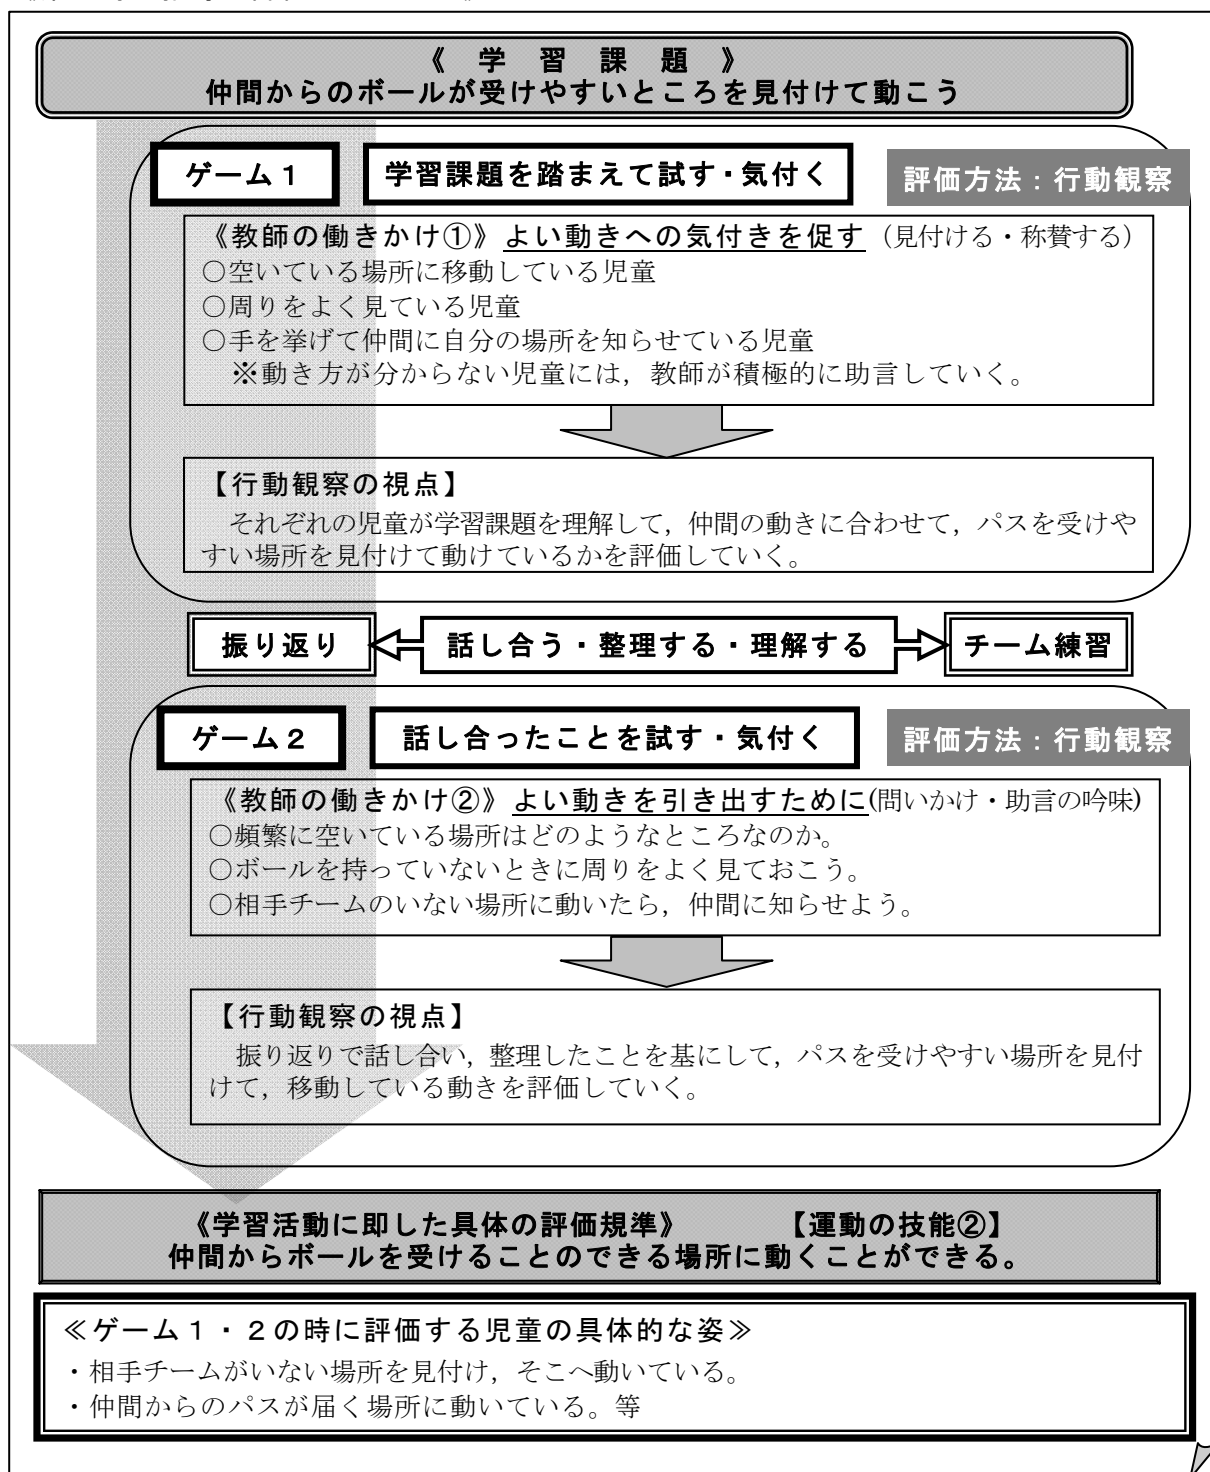 《 学 習 課 題 》
仲間からのボールが受けやすいところを見付けて動こう
ゲーム１
学習課題を踏まえて試す・気付く
評価方法：行動観察
《教師の働きかけ①》よい動きへの気付きを促す（見付ける・称賛する）
○空いている場所に移動している児童
○周りをよく見ている児童
○手を挙げて仲間に自分の場所を知らせている児童
※動き方が分からない児童には，教師が積極的に助言していく。
【行動観察の視点】
それぞれの児童が学習課題を理解して，仲間の動きに合わせて，パスを受けや
すい場所を見付けて動けているかを評価していく。
振り返り
話し合う・整理する・理解する
チーム練習
ゲーム２
話し合ったことを試す・気付く
評価方法：行動観察
《教師の働きかけ②》よい動きを引き出すために(問いかけ・助言の吟味)
○頻繁に空いている場所はどのようなところなのか。
○ボールを持っていないときに周りをよく見ておこう。
○相手チームのいない場所に動いたら，仲間に知らせよう。
【行動観察の視点】
振り返りで話し合い，整理したことを基にして，パスを受けやすい場所を見付
けて，移動している動きを評価していく。
《学習活動に即した具体の評価規準》 【運動の技能②】
仲間からボールを受けることのできる場所に動くことができる。
≪ゲーム１・２の時に評価する児童の具体的な姿≫
・相手チームがいない場所を見付け，そこへ動いている。
・仲間からのパスが届く場所に動いている。等